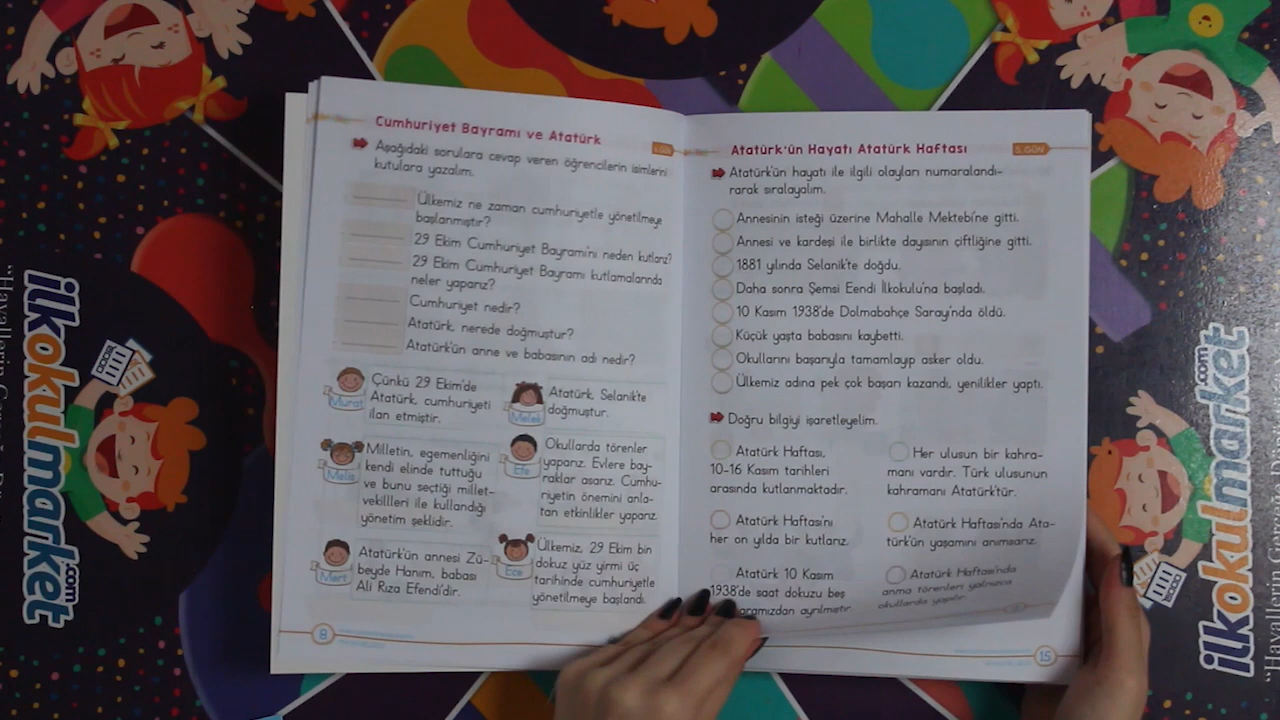 Cumhuriyet Bayramı ve Atatürk
Aşağıdaki sorulara cevap veren öğrencilerin isimlerini
kutulara yazalım.
Ülkemiz ne zaman cumhuriyetle yönetilmeye
başlanmıştır?
29 Ekim Cumhuriyet Bayramı'nı neden kutlarız?
29 Ekim Cumhuriyet Bayramı kutlamalarında
neler yaparız?
Cumhuriyet nedir?
Atatürk, nerede doğmuştur?
Atatürk'ün anne ve babasının adı nedir?
Murat
Çünkü 29 Ekim'de
Atatürk, cumhuriyeti
ilan etmiştir.
Melek
Atatürk, Selanik'te
doğmuştur.
Melis
Milletin, egemenliğini
kendi elinde tuttuğu
ve bunu seçtiği millet-
vekillleri ile kullandığı
yönetim şeklidir.
Efe
Okullarda törenler
yaparız. Evlere bay-
raklar asarız. Cumhu-
riyetin önemini anla-
tan etkinlikler yaparız.
Mert
Atatürk'ün annesi Zü-
beyde Hanım, babası
Ali Rıza Efendi'dir.
Ece
Ülkemiz, 29 Ekim bin
dokuz yüz yirmi üç
tarihinde cumhuriyetle
yönetilmeye başlandı.
8
Atatürk'ün Hayatı Atatürk Haftası
5. GÜN
Atatürk'ün hayatı ile ilgili olayları numaralandı-
rarak sıralayalım.
Annesinin isteği üzerine Mahalle Mektebi'ne gitti.
Annesi ve kardeşi ile birlikte dayısının çiftliğine gitti.
1881 yılında Selanik'te doğdu.
Daha sonra Şemsi Eendi İlkokulu'na başladı.
10 Kasım 1938'de Dolmabahçe Sarayı'nda öldü.
Küçük yaşta babasını kaybetti.
Okullarını başarıyla tamamlayıp asker oldu.
Ülkemiz adına pek çok başarı kazandı, yenilikler yaptı.
Doğru bilgiyi işaretleyelim.
Atatürk Haftası,
10-16 Kasım tarihleri
arasında kutlanmaktadır.
Her ulusun bir kahra-
manı vardır. Türk ulusunun
kahramanı Atatürk'tür.
Atatürk Haftası'nı
her on yılda bir kutlarız.
Atatürk Haftası'nda Ata-
türk'ün yaşamını anımsarız.
Atatürk 10 Kasım
1938'de saat dokuzu beş
aramızdan ayrılmıştır.
Atatürk Haftası'nda
anma törenleri yalnızca
okullarda yapılır.
15
ilkokulmarket.com
ilkokulmarket.com